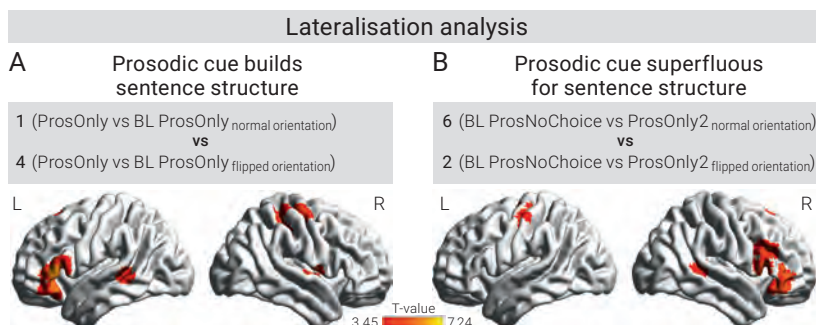 Lateralisation analysis
A
Prosodic cue builds
sentence structure
1 (ProsOnly vs BL ProsOnly normal orientation)
vs
4 (ProsOnly vs BL ProsOnly flipped orientation)
L
R
B
Prosodic cue superfluous
for sentence structure
6 (BL ProsNoChoice vs ProsOnly2 normal orientation)
vs
2 (BL ProsNoChoice vs ProsOnly2 flipped orientation)
L
R
T-value
3.45 7.24